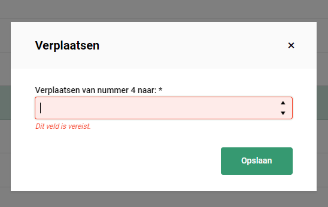 Verplaatsen
Verplaatsen van nummer 4 naar: *
Dit veld is vereist.
Opslaan